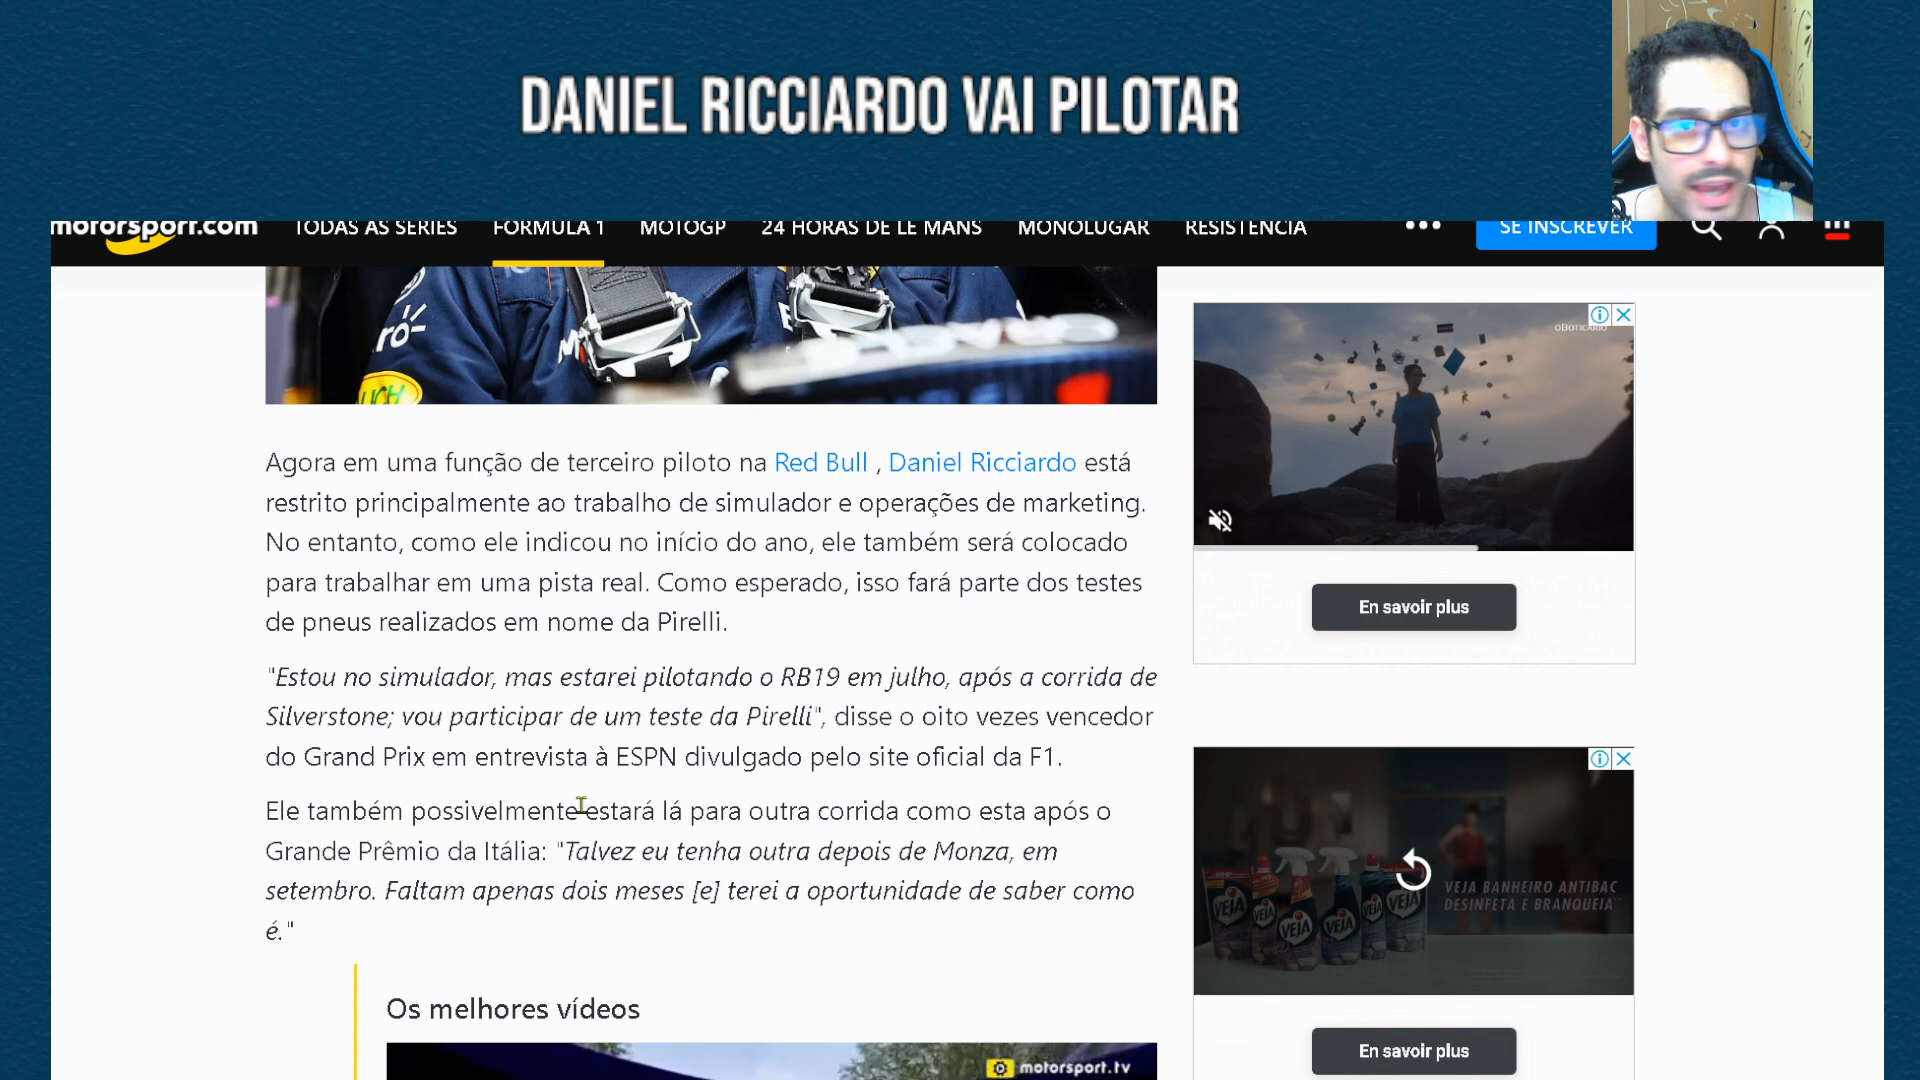 DANIEL RICCIARDO VAI PILOTAR
motorsport.com TODAS AS SÉRIES FÓRMULA 1 MOTOGP 24 HORAS DE LE MANS MONOLUGAR RESISTÊNCIA ••• SE INSCREVER
OBOTICÁRIO
Agora em uma função de terceiro piloto na Red Bull , Daniel Ricciardo está
restrito principalmente ao trabalho de simulador e operações de marketing.
No entanto, como ele indicou no início do ano, ele também será colocado
para trabalhar em uma pista real. Como esperado, isso fará parte dos testes
de pneus realizados em nome da Pirelli.
En savoir plus
"Estou no simulador, mas estarei pilotando o RB19 em julho, após a corrida de
Silverstone; vou participar de um teste da Pirelli", disse o oito vezes vencedor
do Grand Prix em entrevista à ESPN divulgado pelo site oficial da F1.
Ele também possivelmente estará lá para outra corrida como esta após o
Grande Prêmio da Itália: "Talvez eu tenha outra depois de Monza, em
setembro. Faltam apenas dois meses [e] terei a oportunidade de saber como
é."
VEJA VEJA VEJA VEJA VEJA
VEJA BANHEIRO ANTIBAC
DESINFETA E BRANQUEIA
Os melhores vídeos
En savoir plus
motorsport.tv